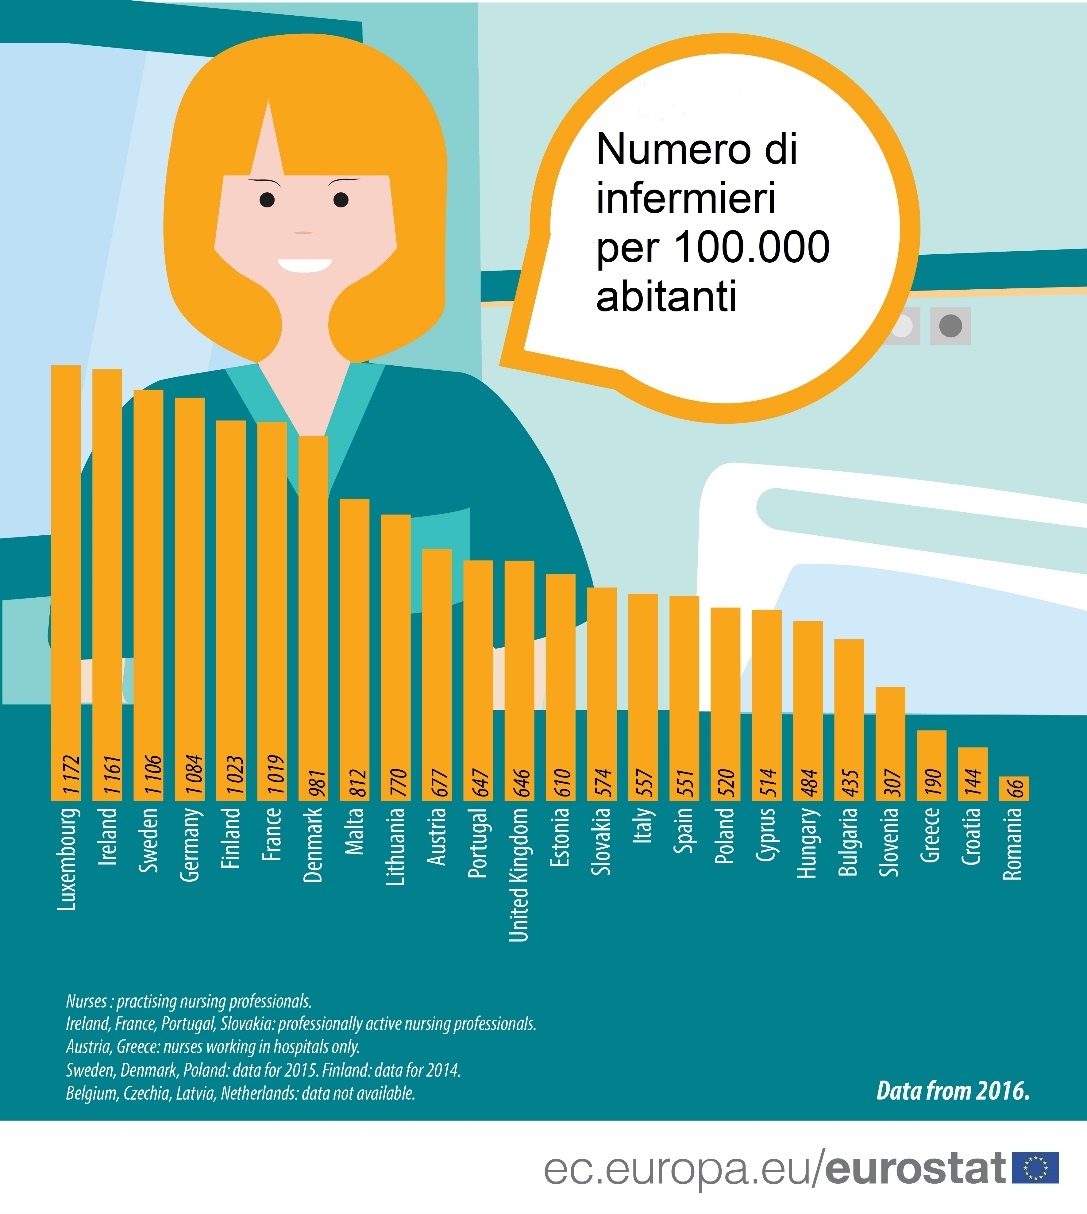 Numero di
infermieri
per 100.000
abitanti
1 172
1 161
1 106
1 084
1 023
1 019
981
812
770
677
647
646
610
574
557
551
520
514
484
435
307
190
144
66
Luxembourg
Ireland
Sweden
Germany
Finland
France
Denmark
Malta
Lithuania
Austria
Portugal
United Kingdom
Estonia
Slovakia
Italy
Spain
Poland
Cyprus
Hungary
Bulgaria
Slovenia
Greece
Croatia
Romania
Nurses : practising nursing professionals.
Ireland, France, Portugal, Slovakia: professionally active nursing professionals.
Austria, Greece: nurses working in hospitals only.
Sweden, Denmark, Poland: data for 2015. Finland: data for 2014.
Belgium, Czechia, Latvia, Netherlands: data not available.
Data from 2016.
ec.europa.eu/eurostat